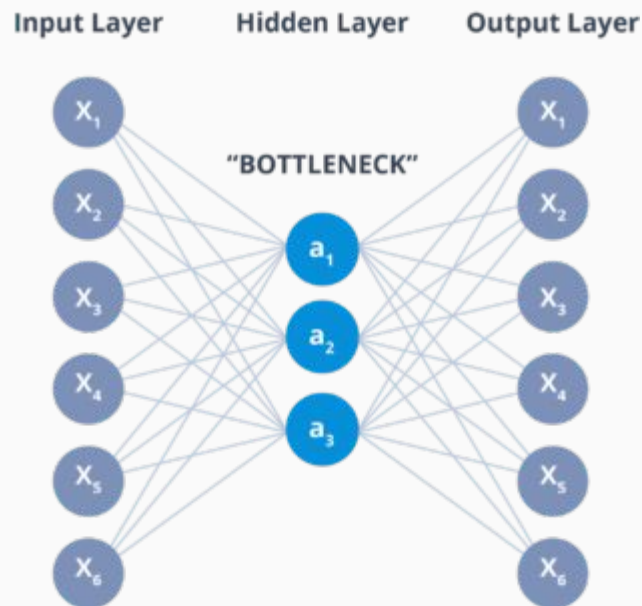 Input Layer Hidden Layer Output Layer
X₁ X₁
“BOTTLENECK”
X₂ X₂
a₁
X₃ X₃
a₂
X₄ X₄
a₃
X₅ X₅
X₆ X₆